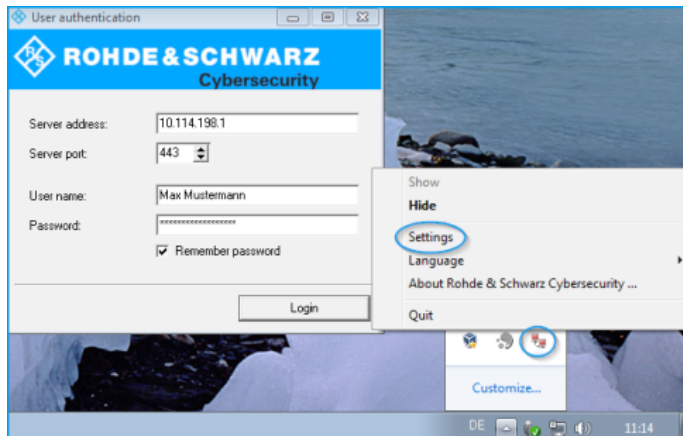 User authentication
R&S
ROHDE&SCHWARZ
Cybersecurity
Server address: 10.114.198.1
Server port: 443
User name: Max Mustermann
Password: ******************
Remember password
Login
Show
Hide
Settings
Language
About Rohde & Schwarz Cybersecurity ...
Quit
Customize...
DE 11:14